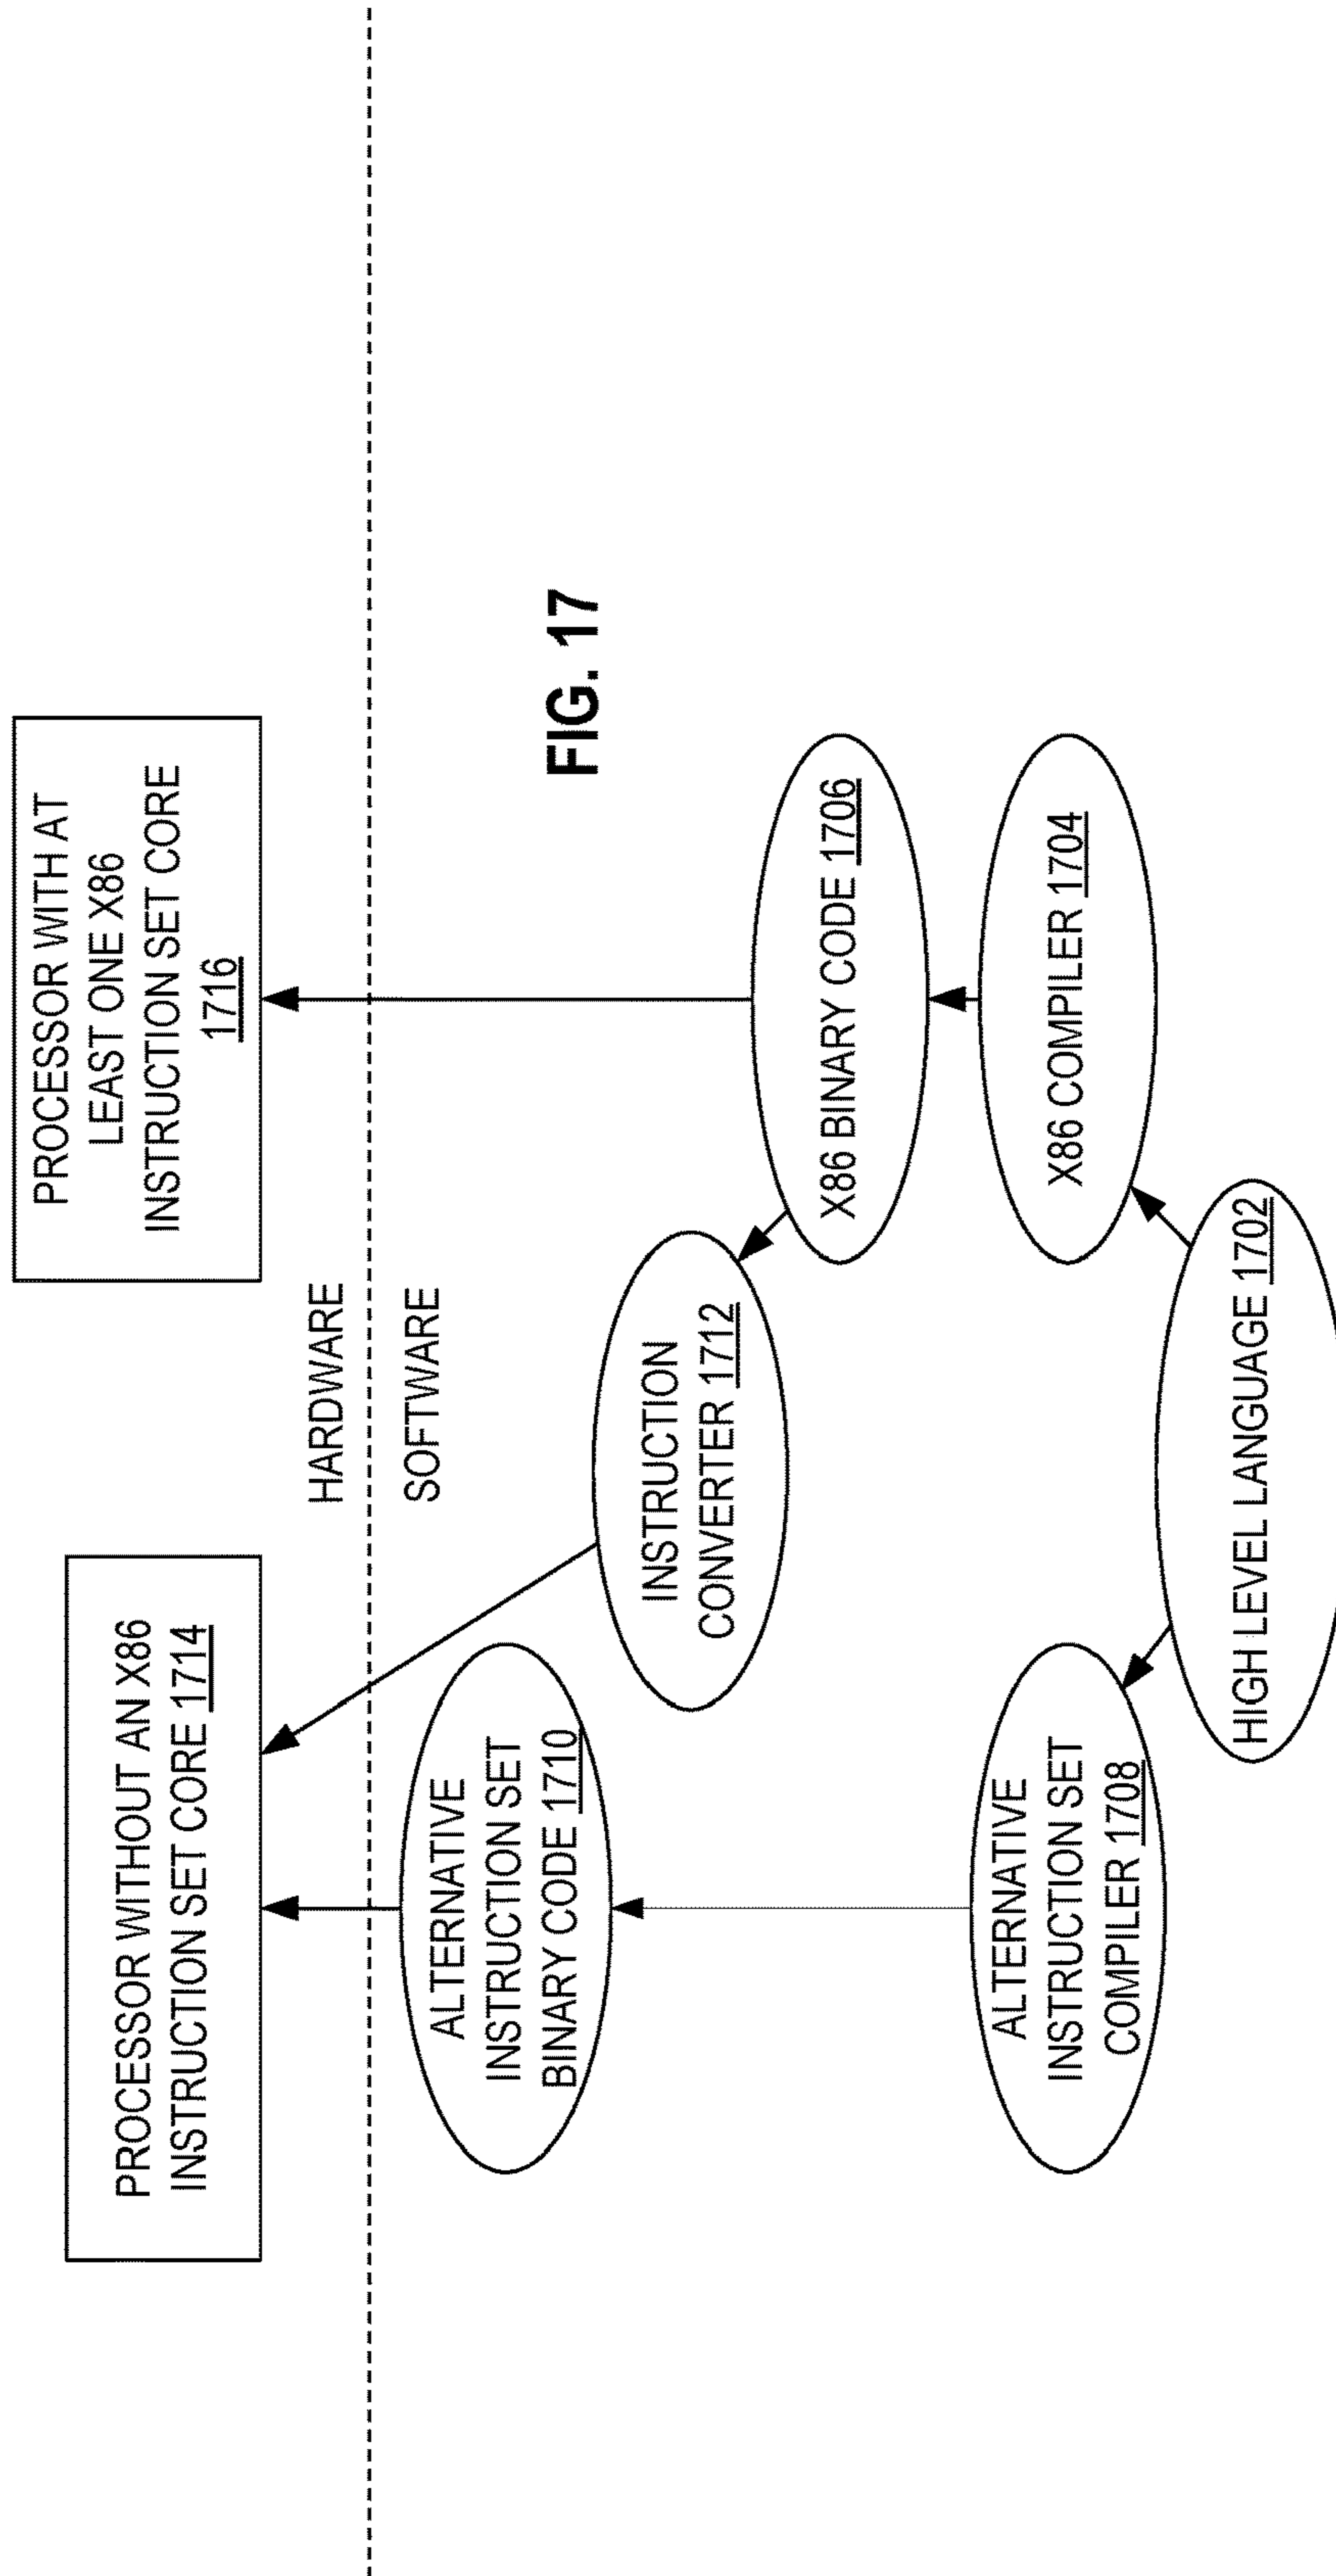 PROCESSOR WITHOUT AN X86
INSTRUCTION SET CORE 1714
PROCESSOR WITH AT
LEAST ONE X86
INSTRUCTION SET CORE
1716
HARDWARE
SOFTWARE
ALTERNATIVE
INSTRUCTION SET
BINARY CODE 1710
INSTRUCTION
CONVERTER 1712
FIG. 17
X86 BINARY CODE 1706
ALTERNATIVE
INSTRUCTION SET
COMPILER 1708
X86 COMPILER 1704
HIGH LEVEL LANGUAGE 1702